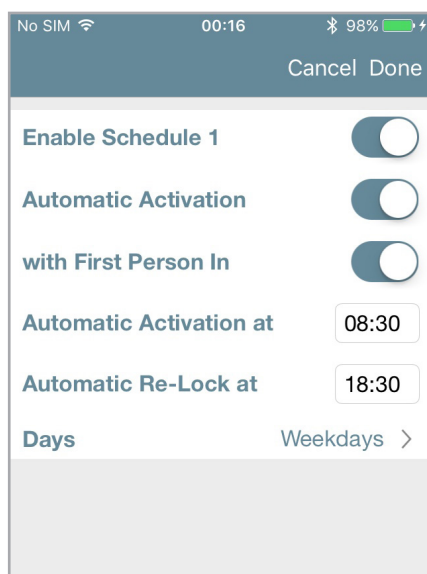 No SIM 00:16 98%
Cancel Done
Enable Schedule 1
Automatic Activation
with First Person In
Automatic Activation at 08:30
Automatic Re-Lock at 18:30
Days Weekdays